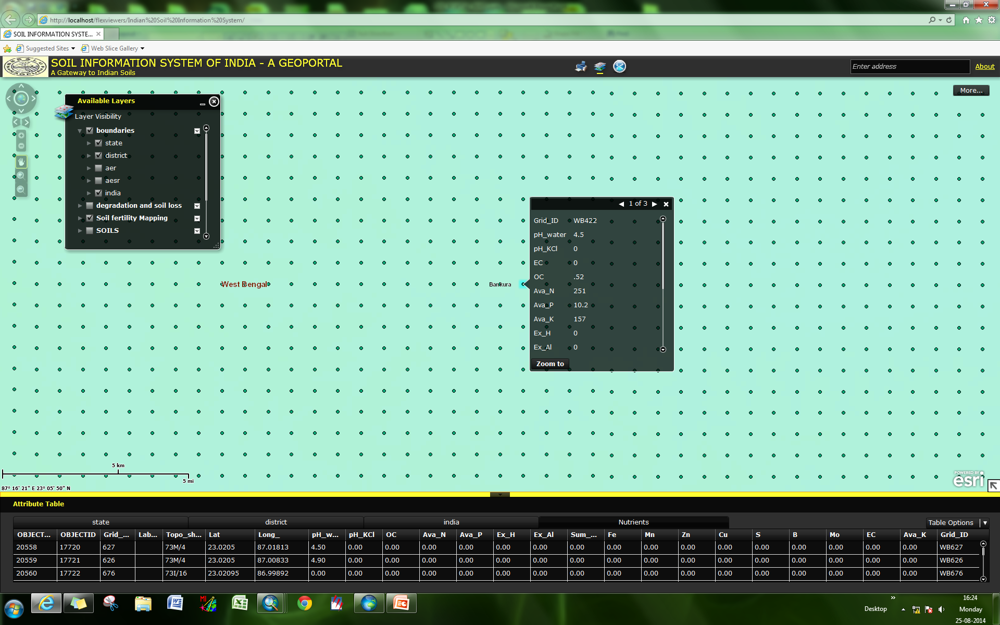 http://localhost/flexviewers/Indian%20Soil%20Information%20System/
SOIL INFORMATION SYSTE...
Suggested Sites
Web Slice Gallery
SOIL INFORMATION SYSTEM OF INDIA - A GEOPORTAL
A Gateway to Indian Soils
Enter address
About
More...
Available Layers
Layer Visibility
boundaries
state
district
aer
aesr
india
degradation and soil loss
Soil fertility Mapping
SOILS
1 of 3
Grid_ID WB422
pH_water 4.5
pH_KCl 0
EC 0
OC .52
Ava_N 251
Ava_P 10.2
Ava_K 157
Ex_H 0
Ex_Al 0
Zoom to
West Bengal
Bankura
5 km
5 mi
87° 16' 21" E 23° 05' 50" N
POWERED BY
esri
Attribute Table
state district india Nutrients Table Options
OBJECT... OBJECTID Grid_... Lab... Topo_sh... Lat Long_ pH_w... pH_KCl OC Ava_N Ava_P Ex_H Ex_Al Sum_... Fe Mn Zn Cu S B Mo EC Ava_K Grid_ID
20558 17720 627 73M/4 23.0205 87.01813 4.50 0.00 0.00 0.00 0.00 0.00 0.00 0.00 0.00 0.00 0.00 0.00 0.00 0.00 0.00 0.00 0.00 WB627
20559 17721 626 73M/4 23.0205 87.00833 4.90 0.00 0.00 0.00 0.00 0.00 0.00 0.00 0.00 0.00 0.00 0.00 0.00 0.00 0.00 0.00 0.00 WB626
20560 17722 676 73I/16 23.02095 86.99892 0.00 0.00 0.00 0.00 0.00 0.00 0.00 0.00 0.00 0.00 0.00 0.00 0.00 0.00 0.00 0.00 0.00 WB676
Desktop
16:24
Monday
25-08-2014